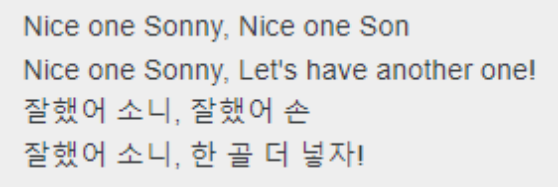 Nice one Sonny, Nice one Son
Nice one Sonny, Let's have another one!
잘했어 소니, 잘했어 손
잘했어 소니, 한 골 더 넣자!